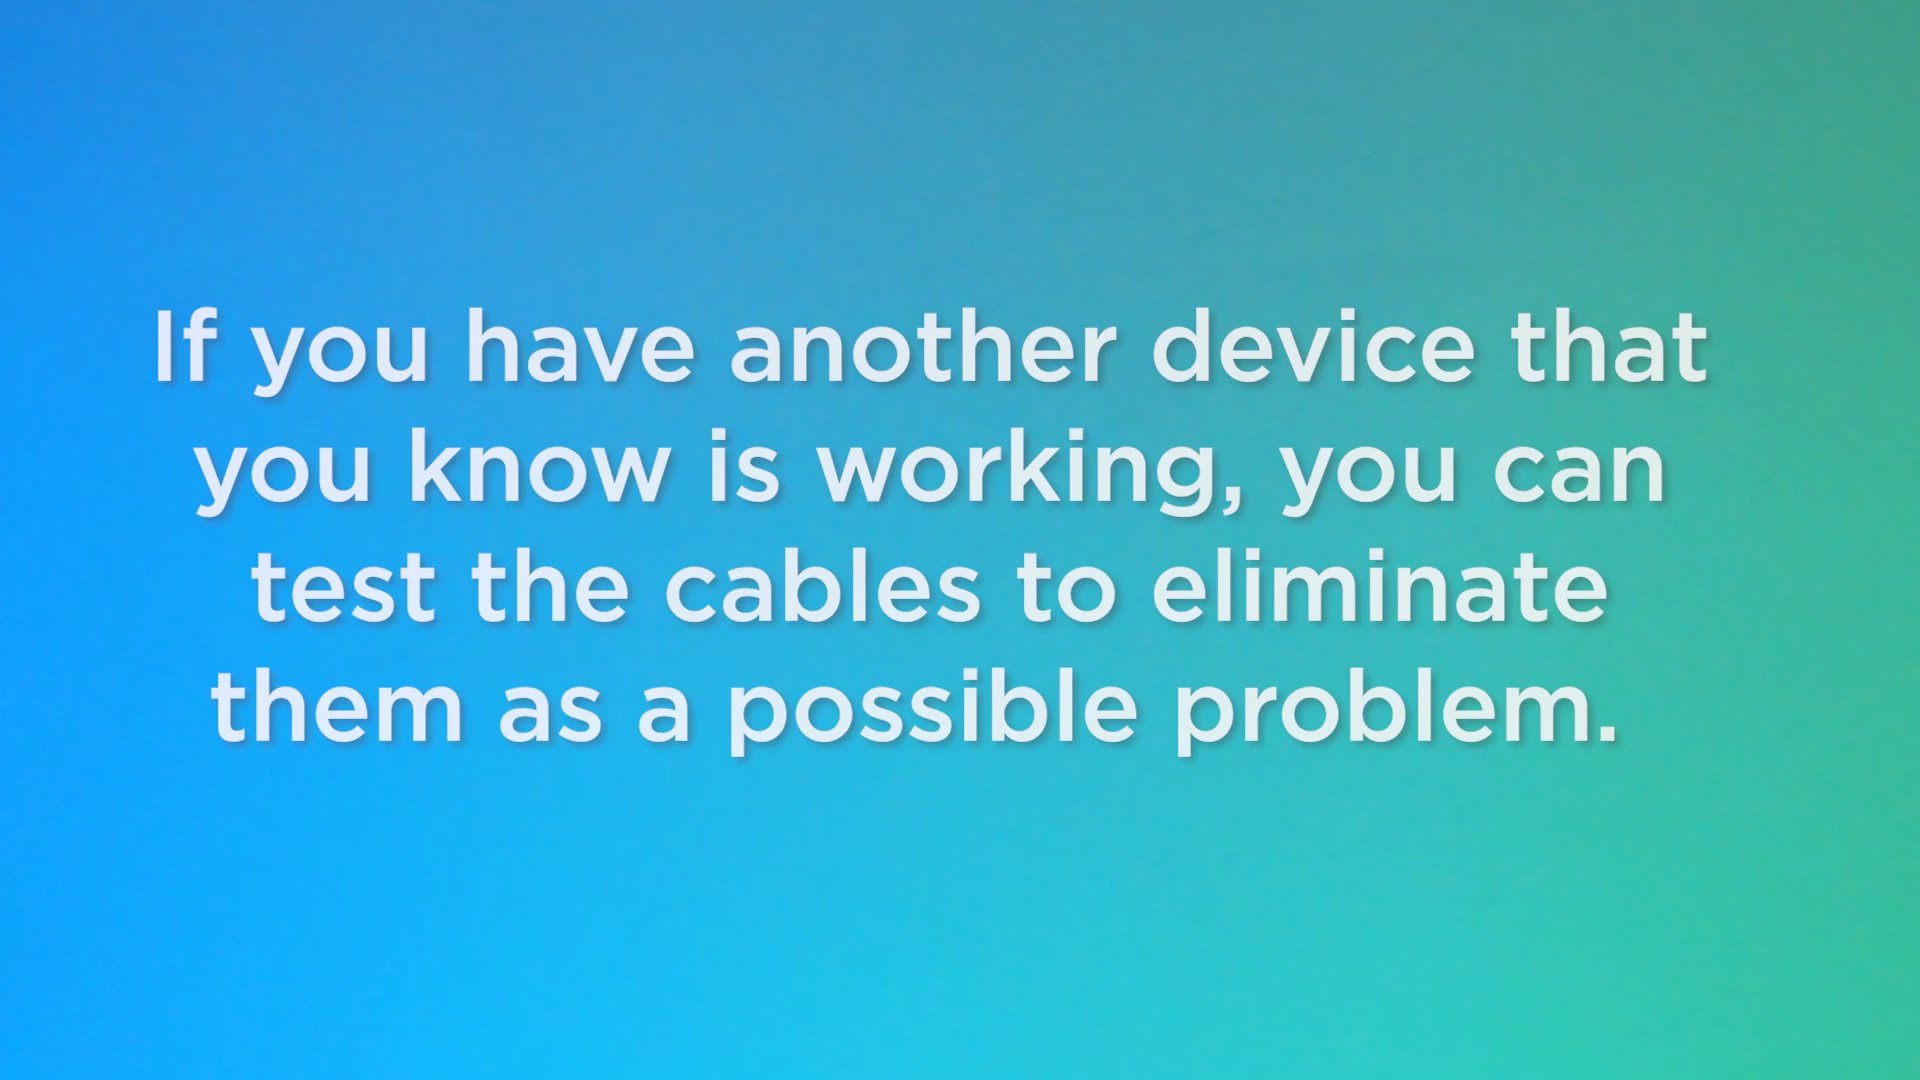 If you have another device that
you know is working, you can
test the cables to eliminate
them as a possible problem.